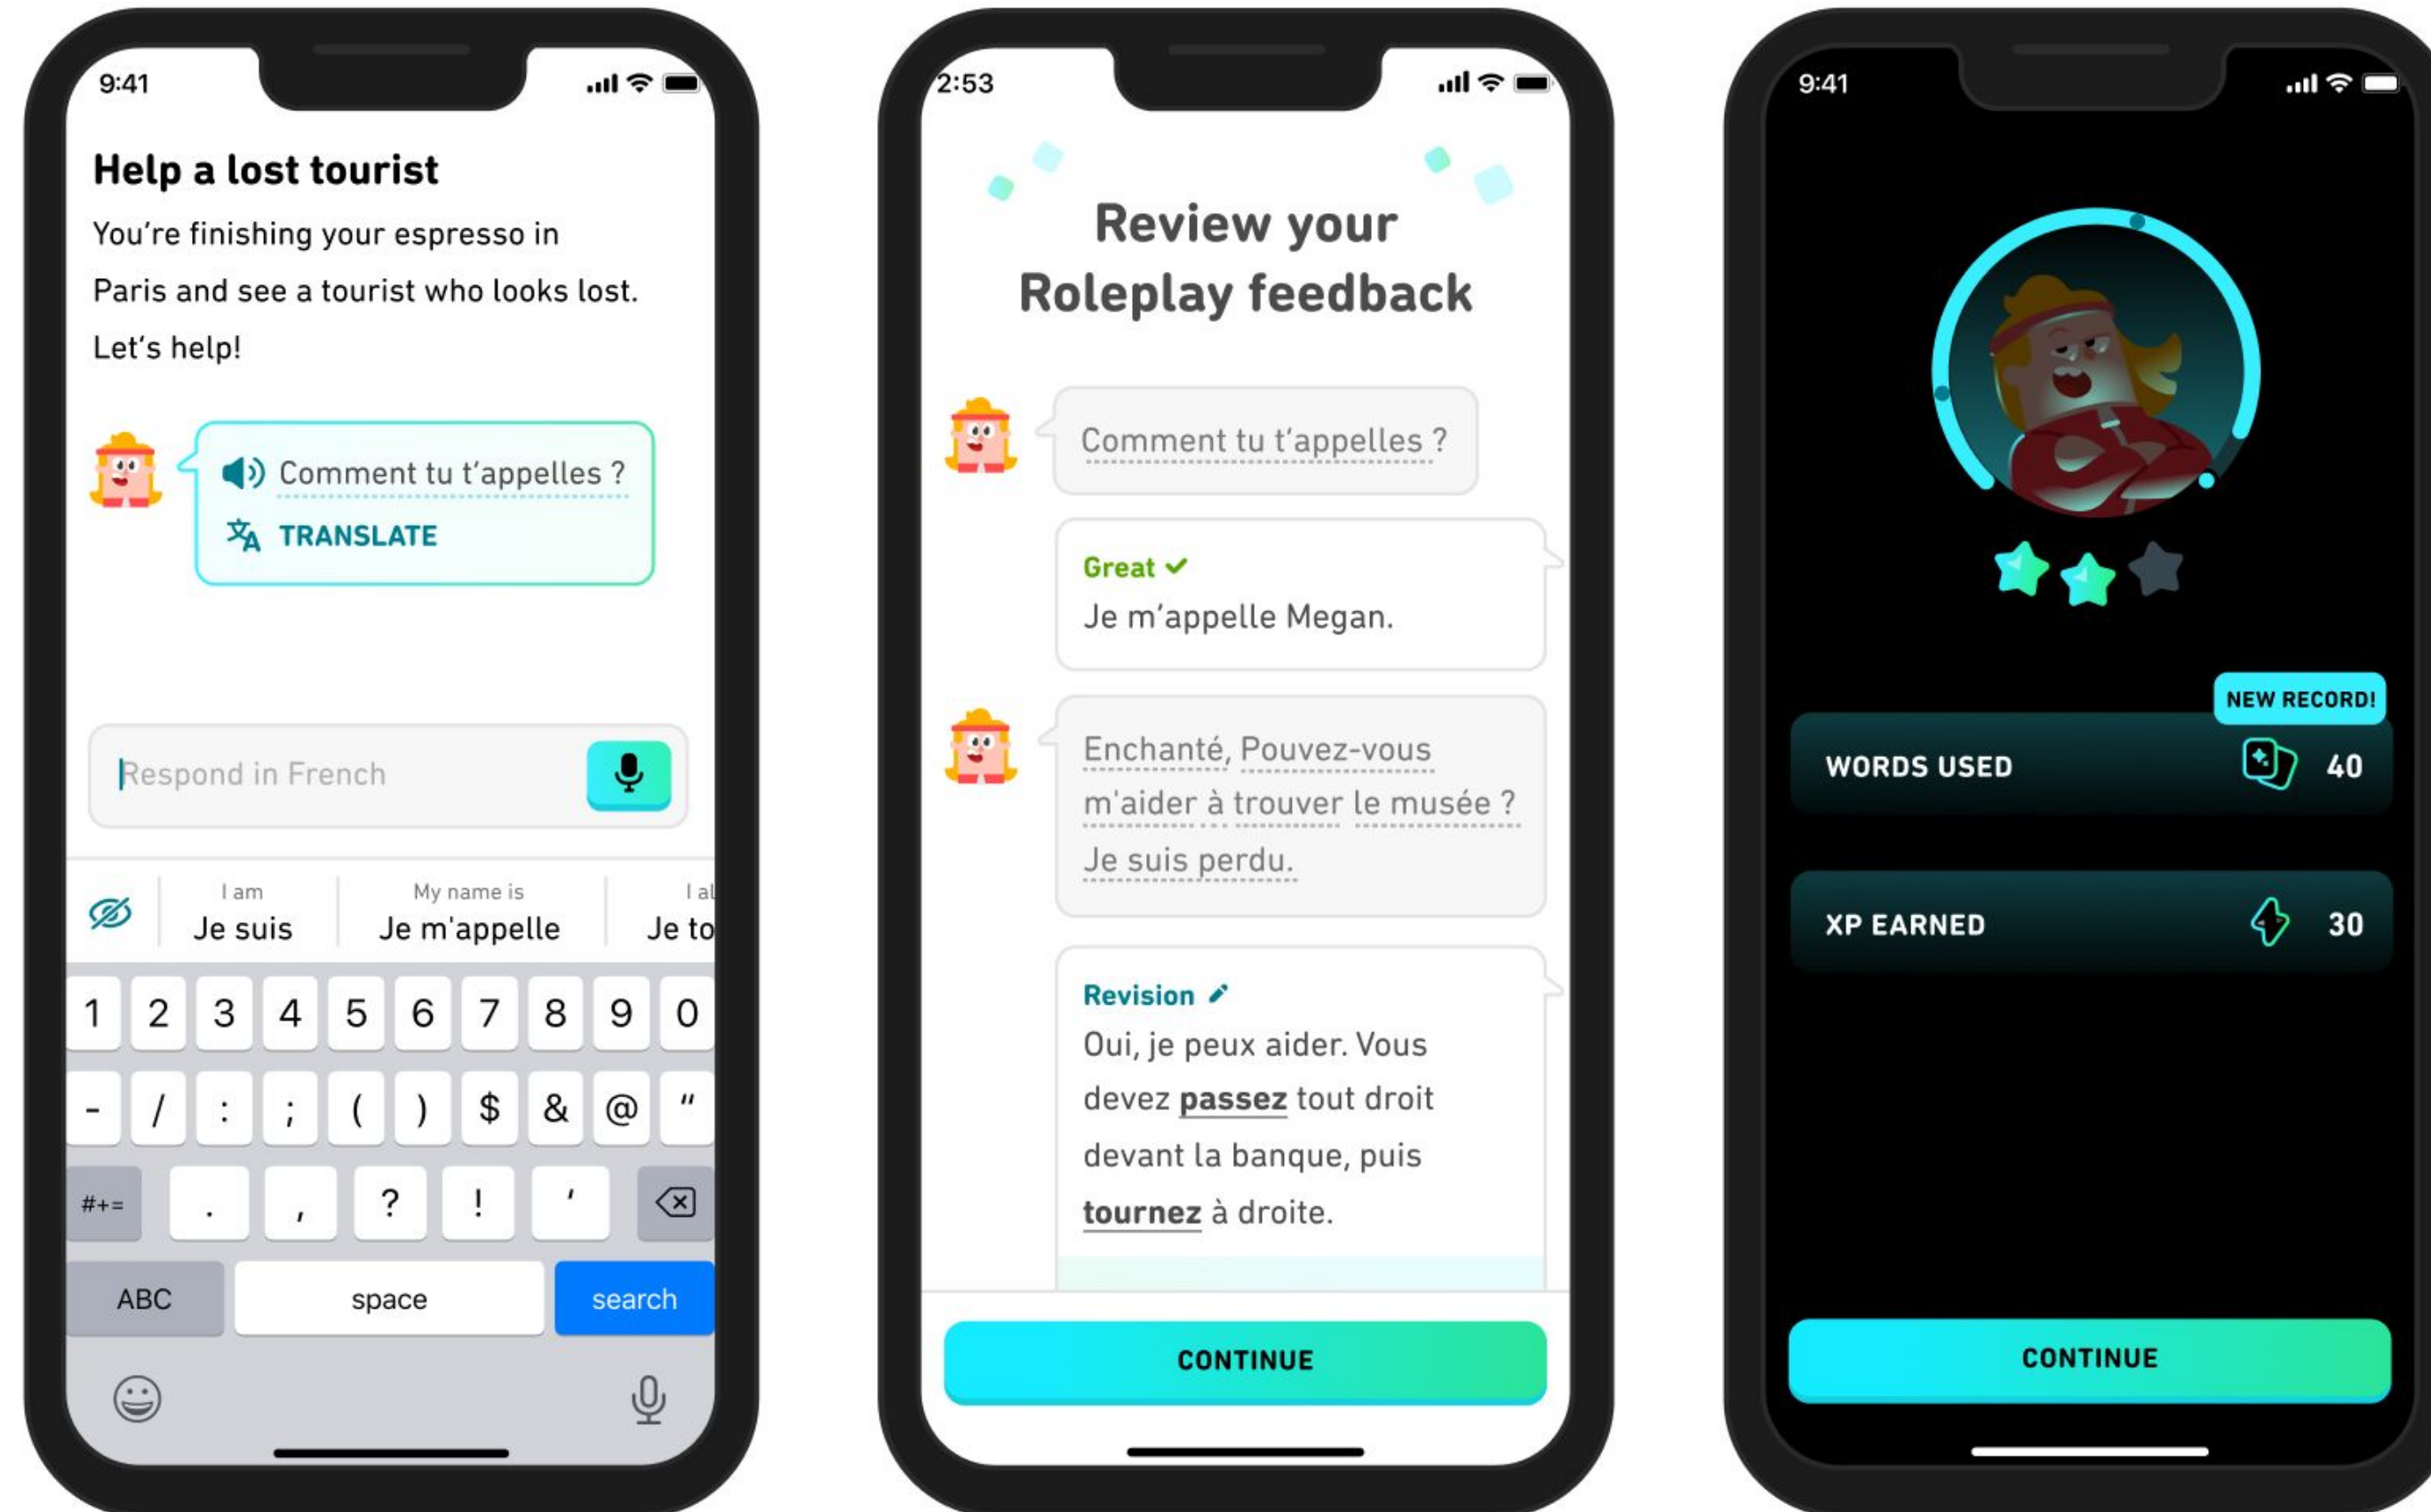 9:41
Help a lost tourist
You're finishing your espresso in
Paris and see a tourist who looks lost.
Let's help!
Comment tu t'appelles ?
TRANSLATE
Respond in French
I am
Je suis
My name is
Je m'appelle
I al
Je to
1 2 3 4 5 6 7 8 9 0
- / : ; ( ) $ & @ "
#+= . , ? ! '
ABC space search
2:53
Review your
Roleplay feedback
Comment tu t'appelles ?
Great
Je m'appelle Megan.
Enchanté, Pouvez-vous
m'aider à trouver le musée ?
Je suis perdu.
Revision
Oui, je peux aider. Vous
devez passez tout droit
devant la banque, puis
tournez à droite.
CONTINUE
9:41
NEW RECORD!
WORDS USED 40
XP EARNED 30
CONTINUE